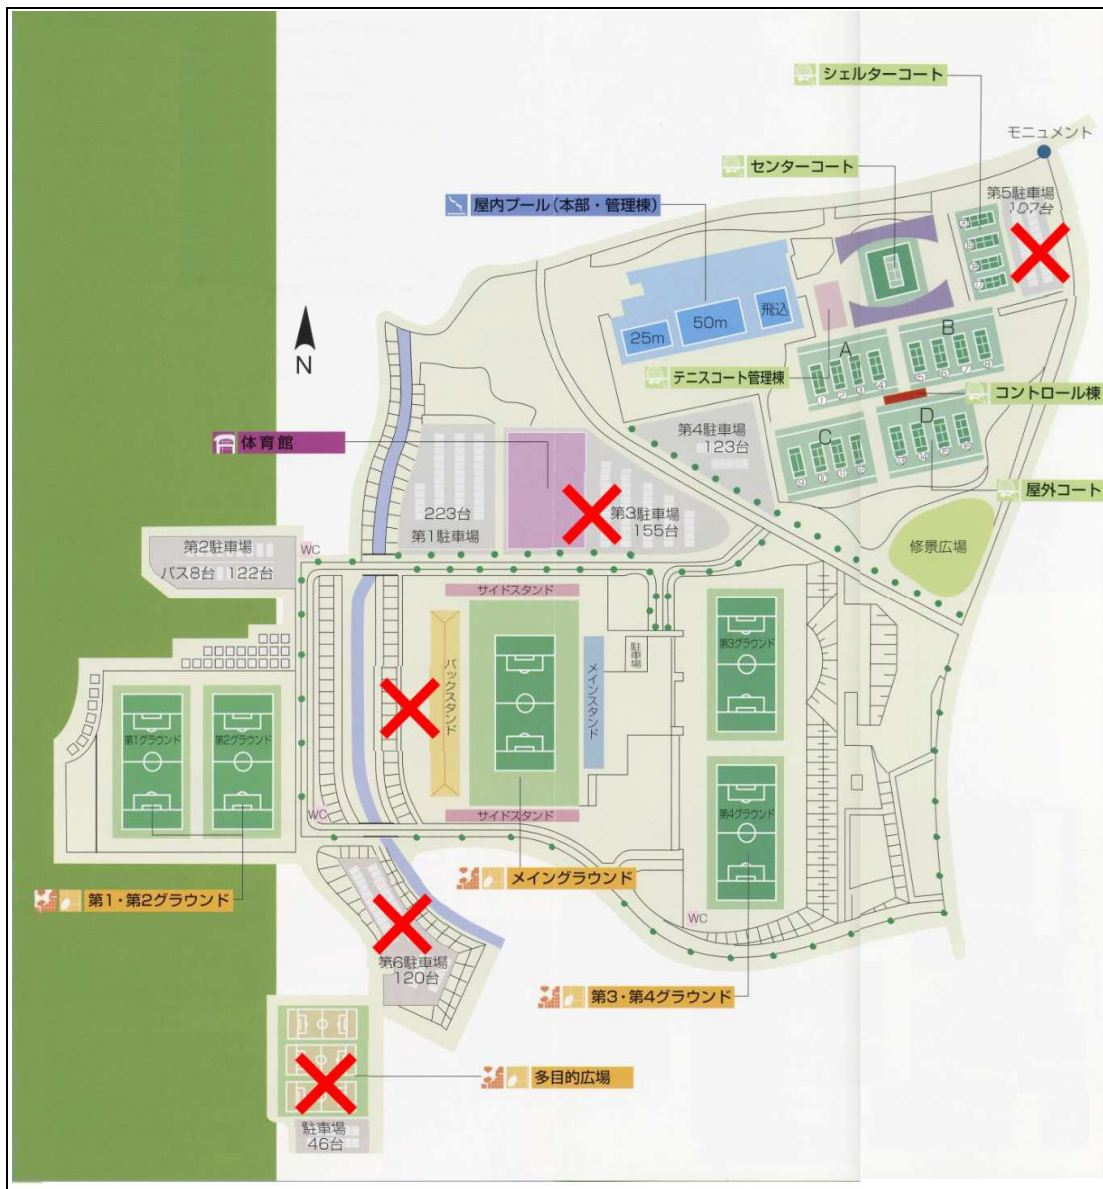 シェルターコート
モニュメント
センターコート
第5駐車場
107台
屋内プール(本部・管理棟)
飛込
50m
25m
N
A
B
テニスコート管理棟
コントロール棟
体育館
第4駐車場
123台
C
D
屋外コート
223台
第1駐車場
第3駐車場
155台
修景広場
第2駐車場
バス8台 122台
WC
サイドスタンド
バックスタンド
メインスタンド
駐車場
第3グラウンド
第1グラウンド
第2グラウンド
第4グラウンド
WC
サイドスタンド
メイングラウンド
第1・第2グラウンド
WC
第6駐車場
120台
第3・第4グラウンド
多目的広場
駐車場
46台